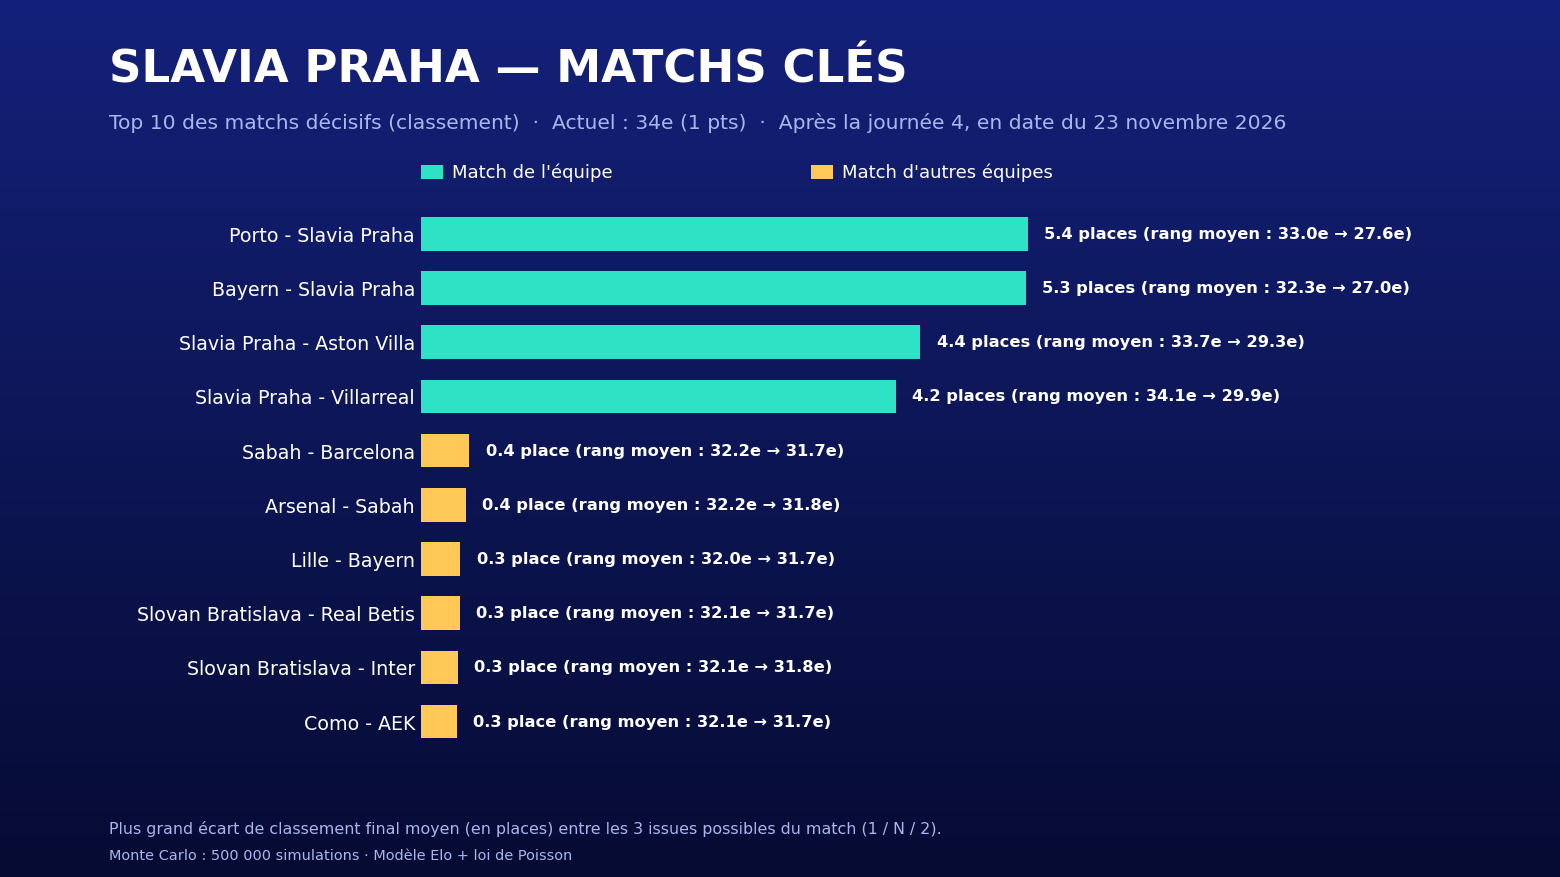 SLAVIA PRAHA — MATCHS CLÉS
Top 10 des matchs décisifs (classement) · Actuel : 34e (1 pts) · Après la journée 4, en date du 23 novembre 2026
Match de l'équipe
Match d'autres équipes
Porto - Slavia Praha 5.4 places (rang moyen : 33.0e → 27.6e)
Bayern - Slavia Praha 5.3 places (rang moyen : 32.3e → 27.0e)
Slavia Praha - Aston Villa 4.4 places (rang moyen : 33.7e → 29.3e)
Slavia Praha - Villarreal 4.2 places (rang moyen : 34.1e → 29.9e)
Sabah - Barcelona 0.4 place (rang moyen : 32.2e → 31.7e)
Arsenal - Sabah 0.4 place (rang moyen : 32.2e → 31.8e)
Lille - Bayern 0.3 place (rang moyen : 32.0e → 31.7e)
Slovan Bratislava - Real Betis 0.3 place (rang moyen : 32.1e → 31.7e)
Slovan Bratislava - Inter 0.3 place (rang moyen : 32.1e → 31.8e)
Como - AEK 0.3 place (rang moyen : 32.1e → 31.7e)
Plus grand écart de classement final moyen (en places) entre les 3 issues possibles du match (1 / N / 2).
Monte Carlo : 500 000 simulations · Modèle Elo + loi de Poisson